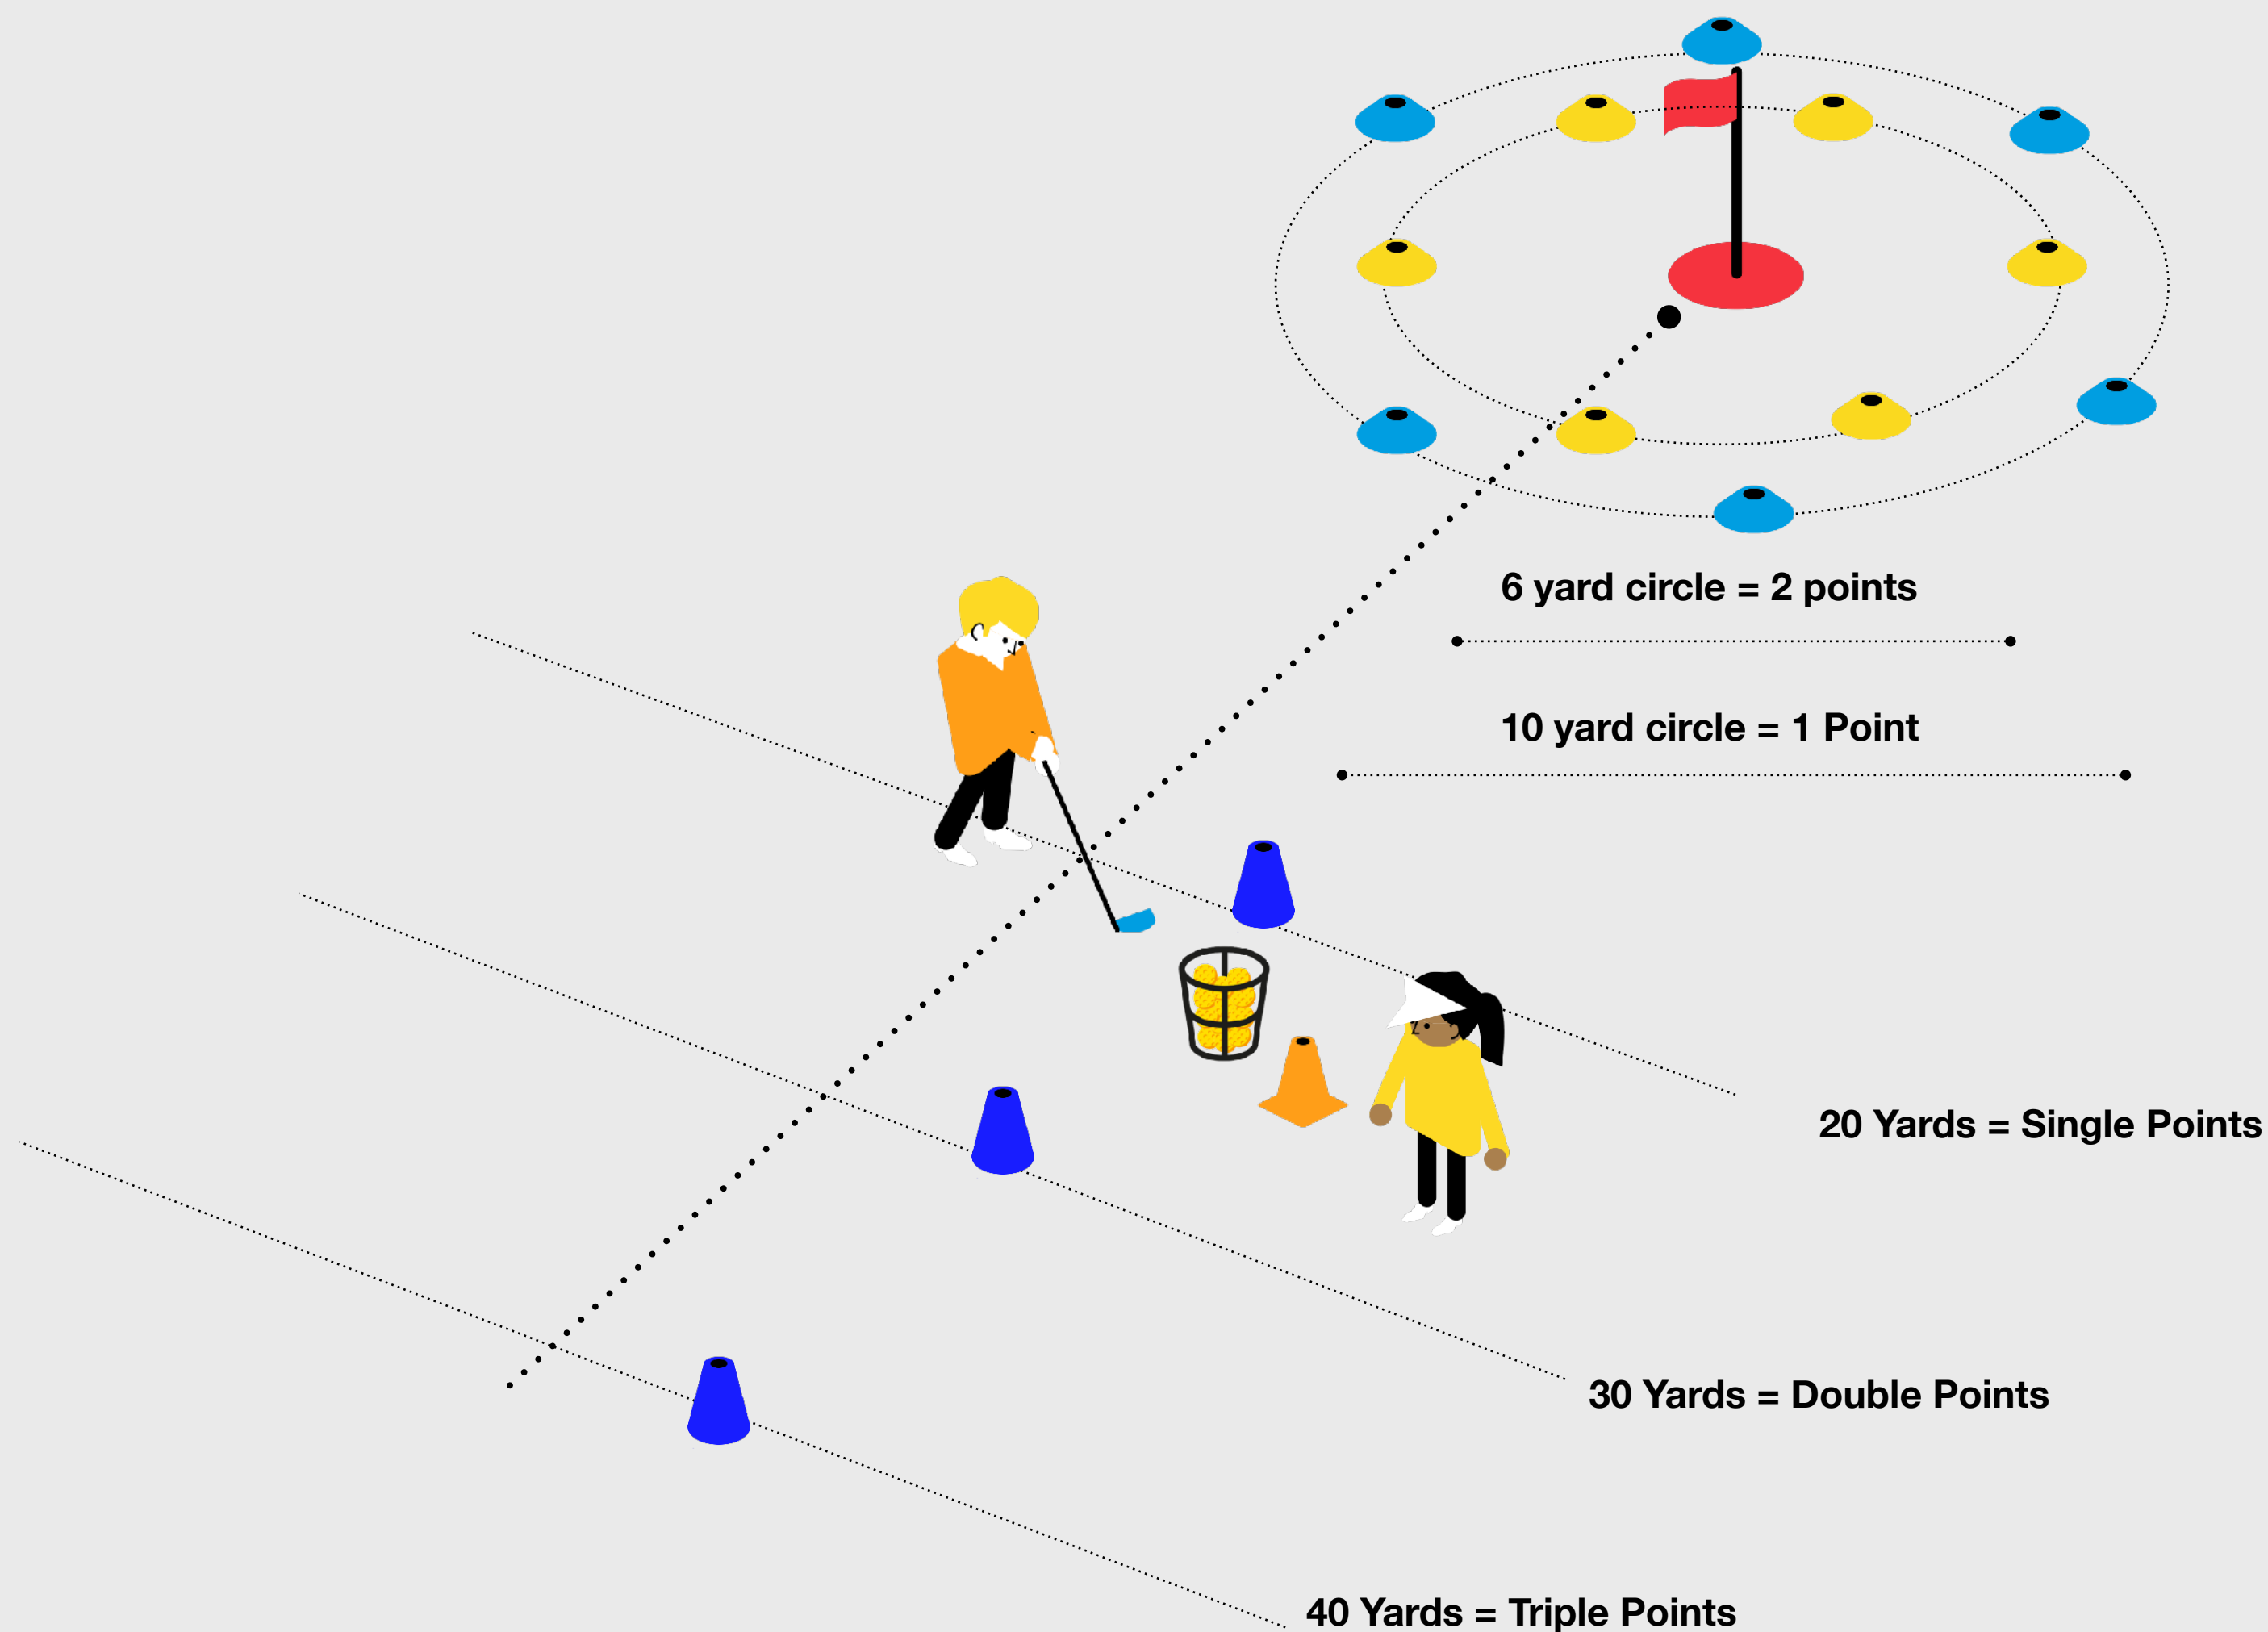 6 yard circle = 2 points
10 yard circle = 1 Point
20 Yards = Single Points
30 Yards = Double Points
40 Yards = Triple Points